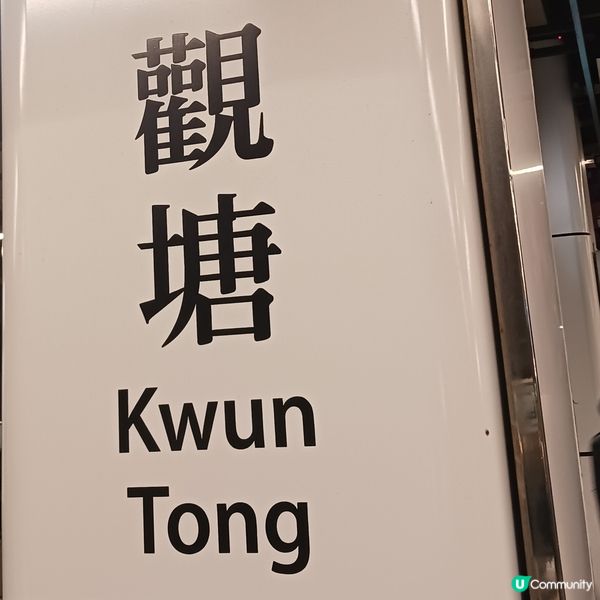 觀
塘
Kwun
Tong
U Community